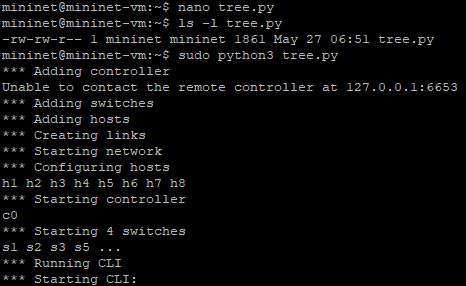 mininet@mininet-vm:~$ nano tree.py
mininet@mininet-vm:~$ ls -l tree.py
-rw-rw-r-- 1 mininet mininet 1861 May 27 06:51 tree.py
mininet@mininet-vm:~$ sudo python3 tree.py
*** Adding controller
Unable to contact the remote controller at 127.0.0.1:6653
*** Adding switches
*** Adding hosts
*** Creating links
*** Starting network
*** Configuring hosts
h1 h2 h3 h4 h5 h6 h7 h8
*** Starting controller
c0
*** Starting 4 switches
s1 s2 s3 s5 ...
*** Running CLI
*** Starting CLI: